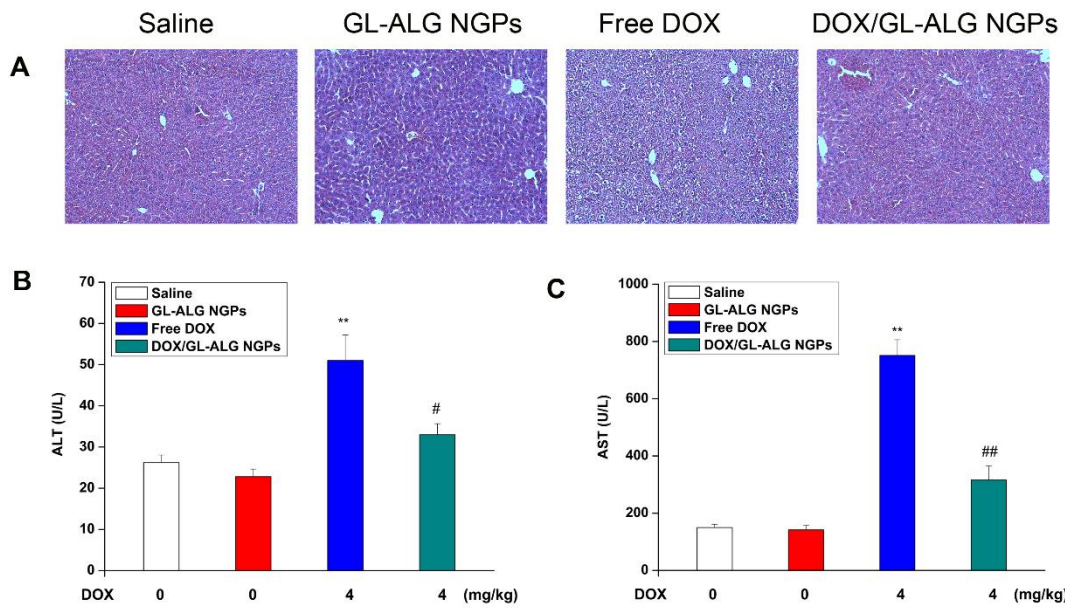 Saline GL-ALG NGPs Free DOX DOX/GL-ALG NGPs
A
B
70
60
50
40
30
20
10
0
ALT (U/L)
Saline
GL-ALG NGPs
Free DOX
DOX/GL-ALG NGPs
**
#
DOX 0 0 4 4 (mg/kg)
C
1000
800
600
400
200
0
AST (U/L)
Saline
GL-ALG NGPs
Free DOX
DOX/GL-ALG NGPs
**
##
DOX 0 0 4 4 (mg/kg)